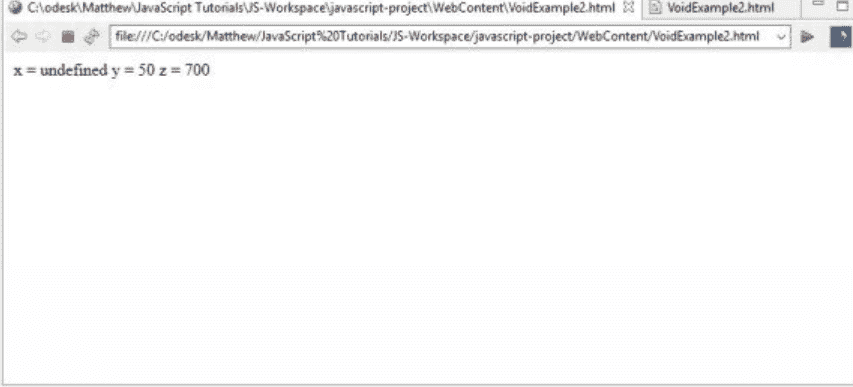 C:\odesk\Matthew\JavaScript Tutorials\JS-Workspace\javascript-project\WebContent\VoidExample2.html VoidExample2.html
file:///C:/odesk/Matthew/JavaScript%20Tutorials/JS-Workspace/javascript-project/WebContent/VoidExample2.html
x = undefined y = 50 z = 700